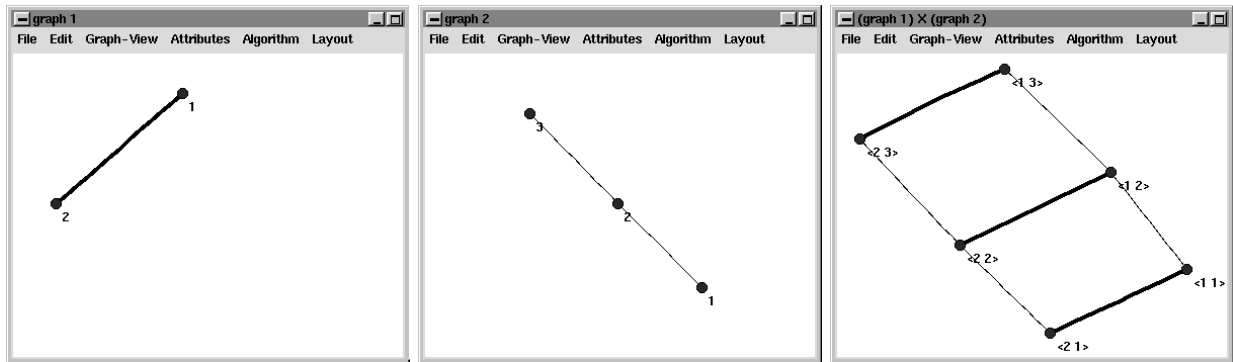 graph 1
File Edit Graph-View Attributes Algorithm Layout
1
2
graph 2
File Edit Graph-View Attributes Algorithm Layout
3
2
1
(graph 1) X (graph 2)
File Edit Graph-View Attributes Algorithm Layout
<1 3>
<2 3>
<1 2>
<2 2>
<1 1>
<2 1>